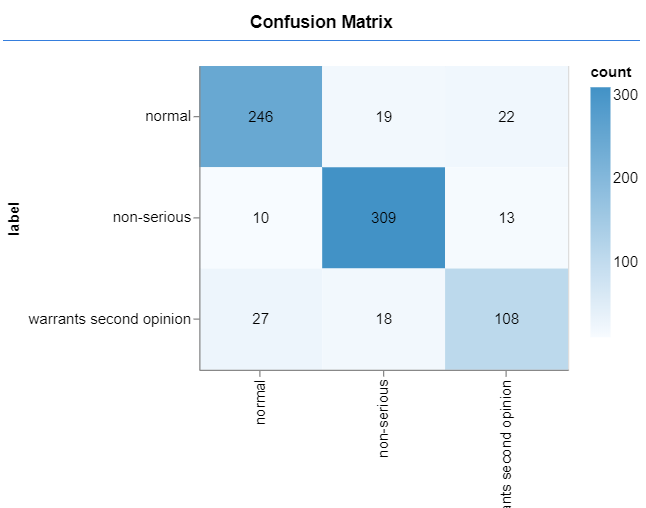 Confusion Matrix
count
300
200
100
label
normal
246
19
22
non-serious
10
309
13
warrants second opinion
27
18
108
normal
non-serious
second opinion